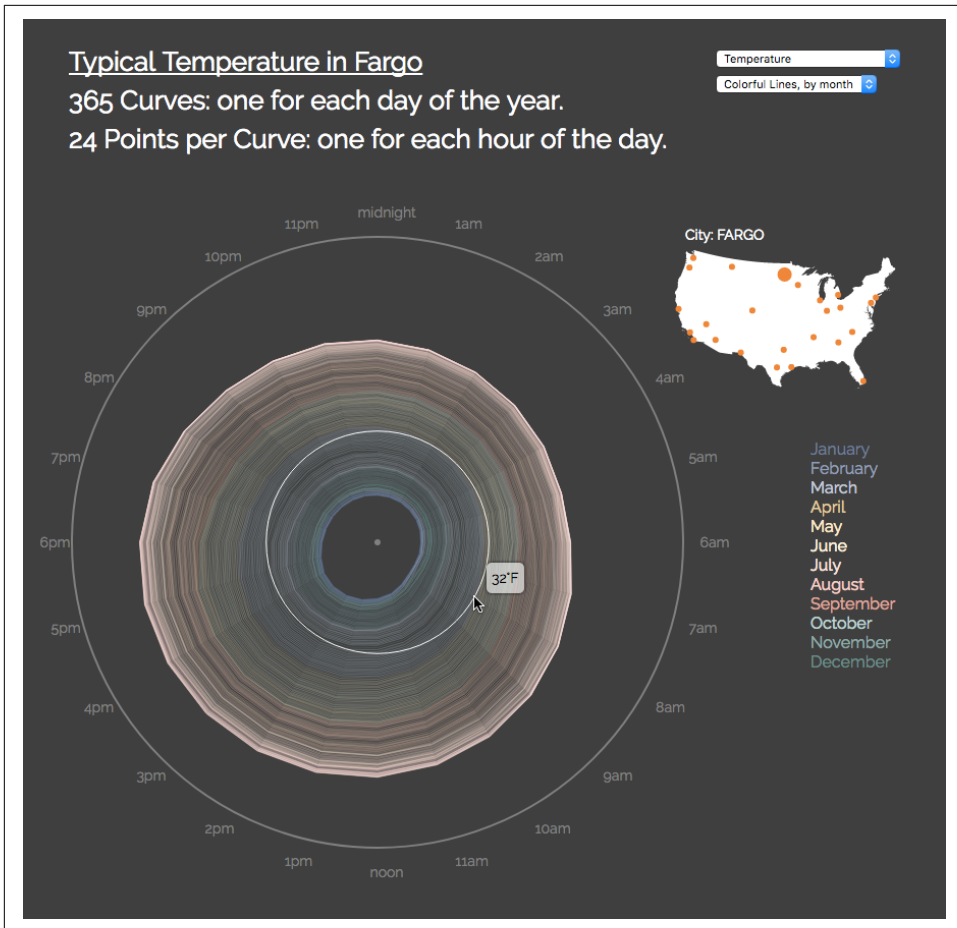 Typical Temperature in Fargo
365 Curves: one for each day of the year.
24 Points per Curve: one for each hour of the day.
Temperature
Colorful Lines, by month
midnight
1am
2am
3am
4am
5am
6am
7am
8am
9am
10am
11am
noon
1pm
2pm
3pm
4pm
5pm
6pm
7pm
8pm
9pm
10pm
11pm
32°F
City: FARGO
January
February
March
April
May
June
July
August
September
October
November
December